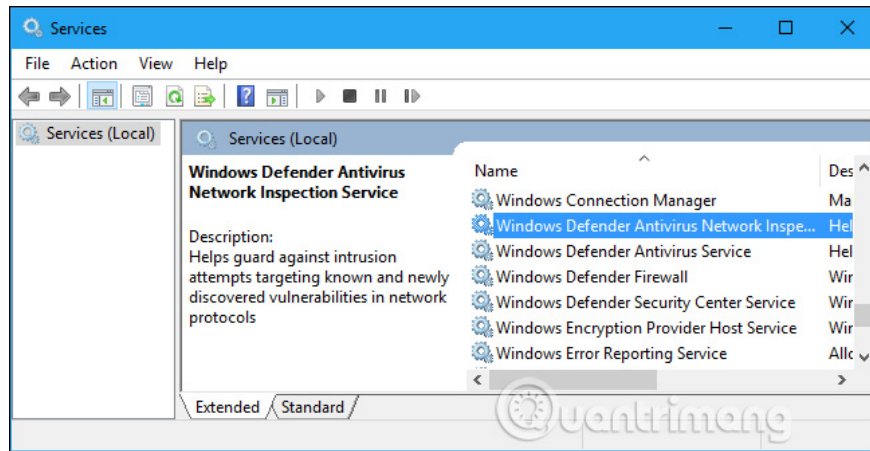 Services
File Action View Help
Services (Local)
Services (Local)
Windows Defender Antivirus
Network Inspection Service
Description:
Helps guard against intrusion
attempts targeting known and newly
discovered vulnerabilities in network
protocols
Name Des
Windows Connection Manager Ma
Windows Defender Antivirus Network Inspe... Hel
Windows Defender Antivirus Service Hel
Windows Defender Firewall Wir
Windows Defender Security Center Service Wir
Windows Encryption Provider Host Service Wir
Windows Error Reporting Service Allc
Extended Standard
Quantrimang